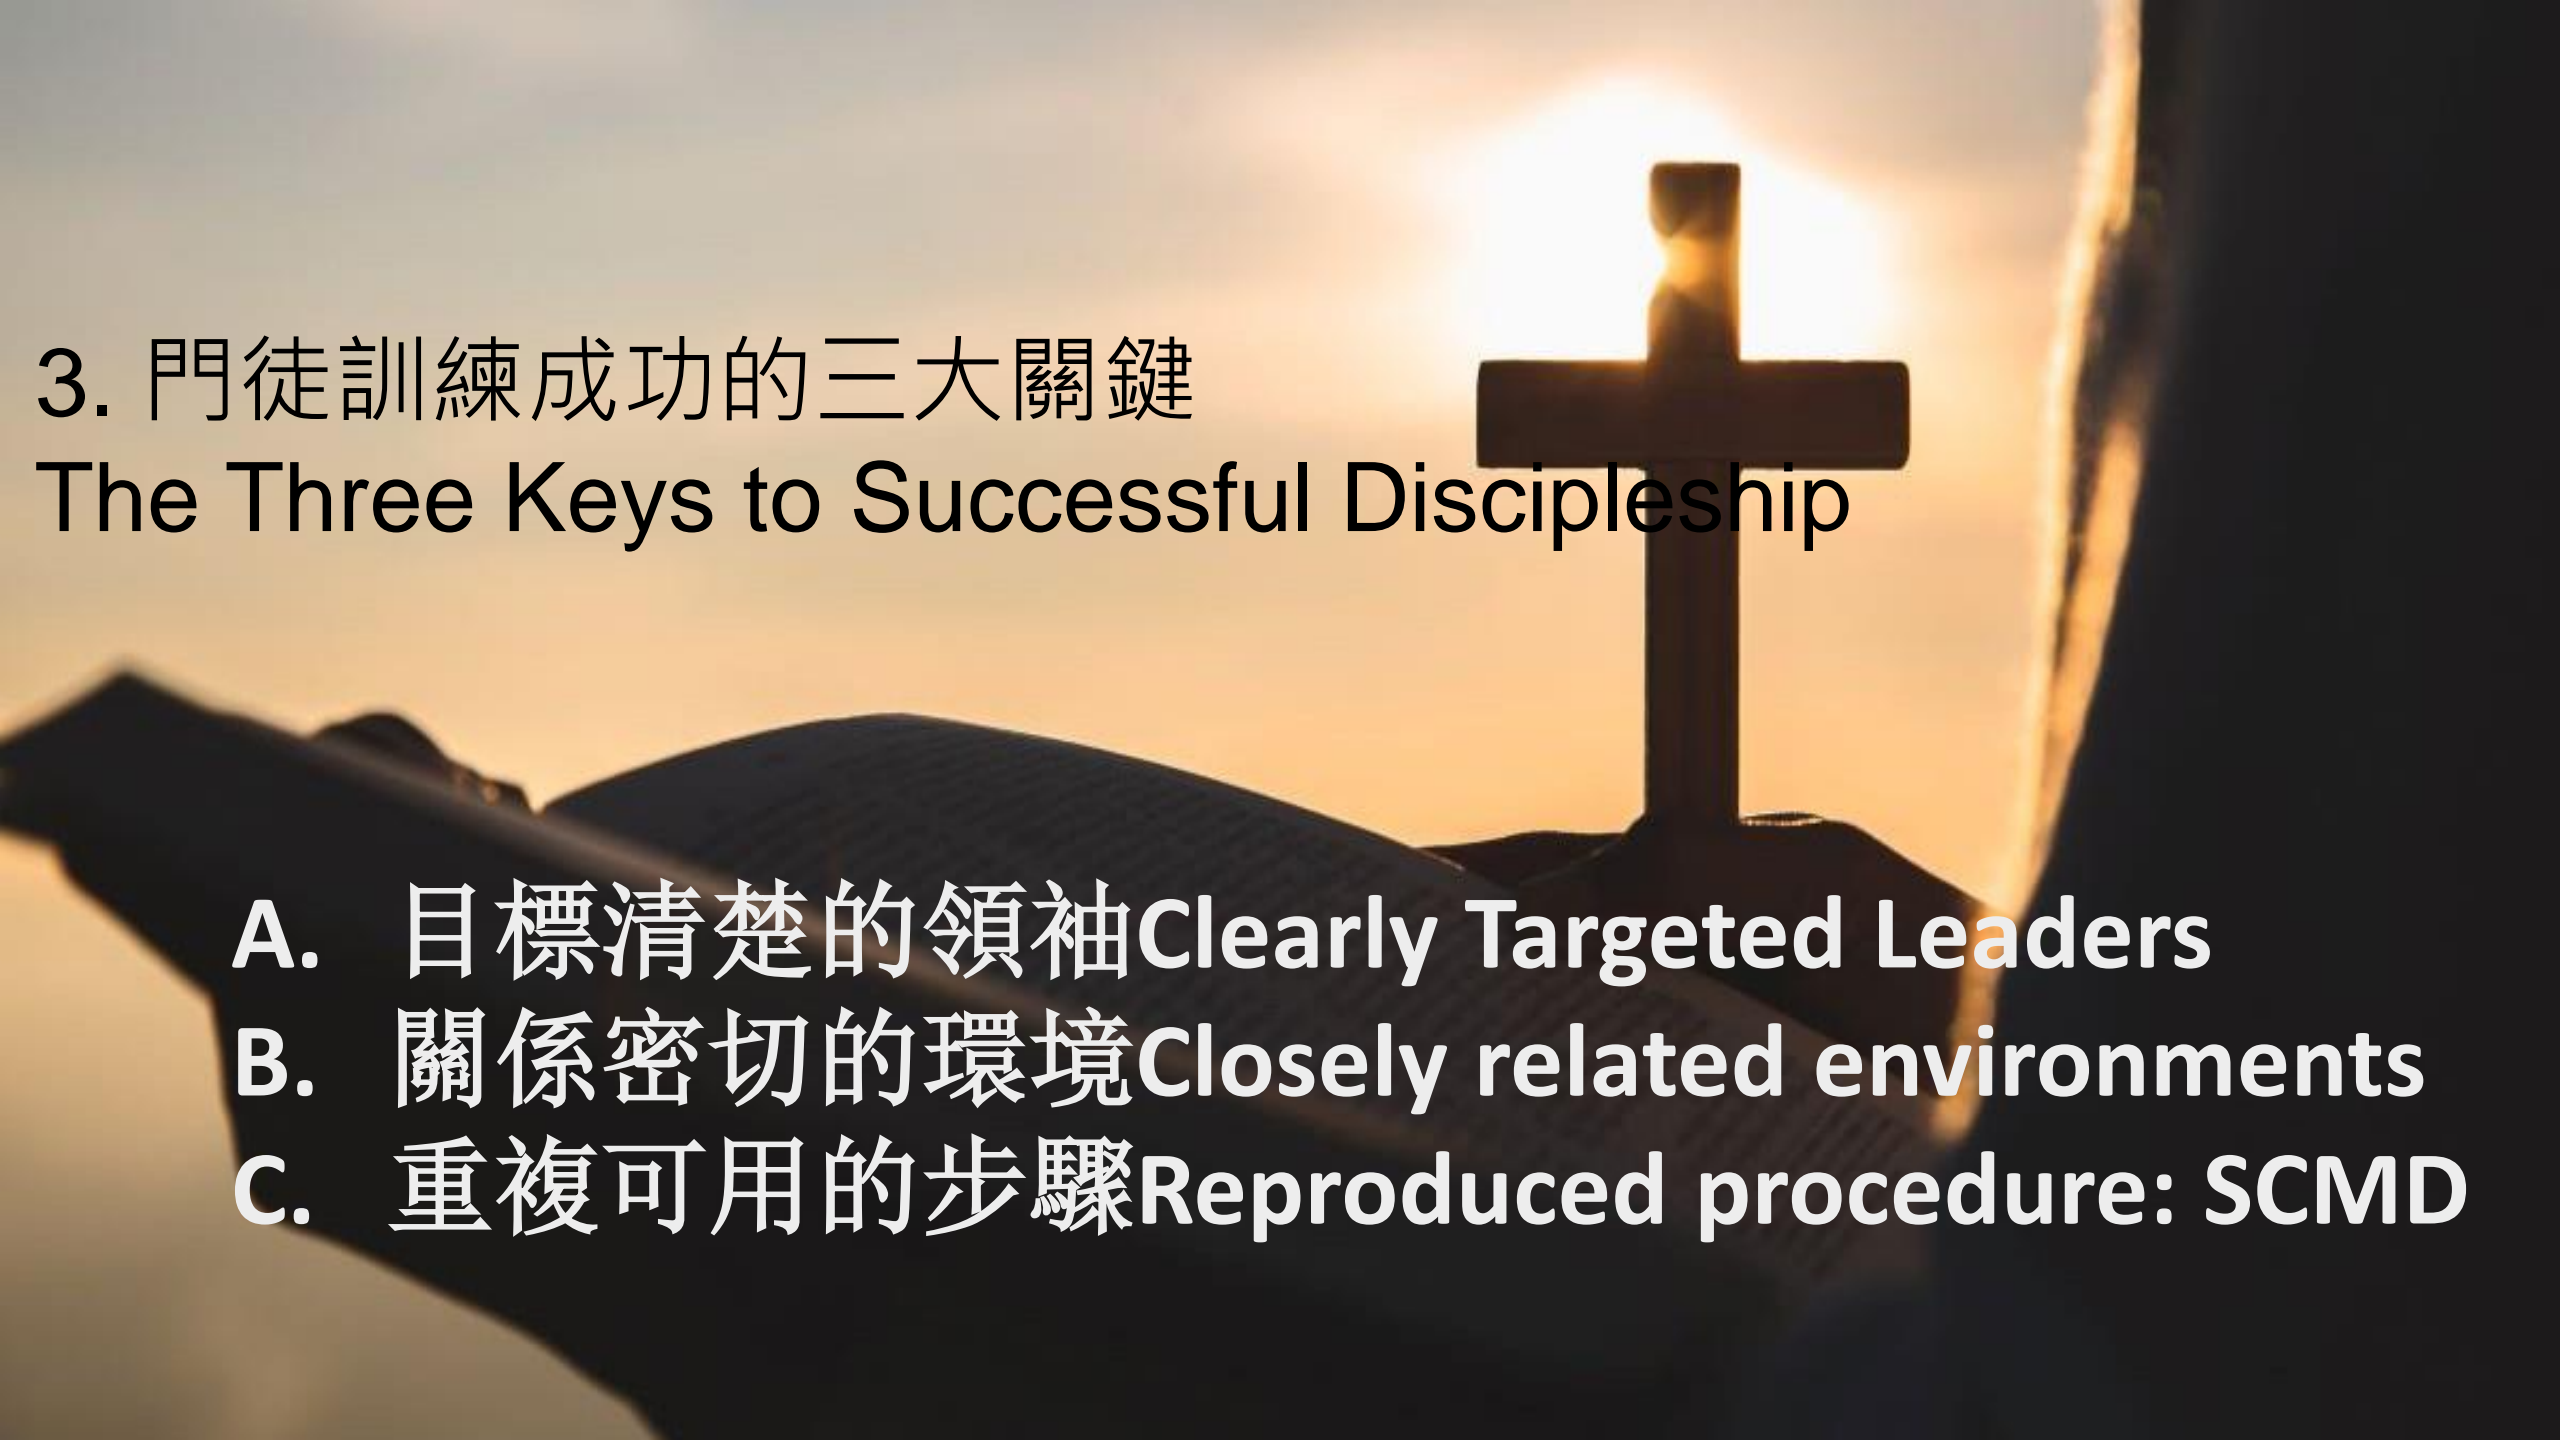 3. 門徒訓練成功的三大關鍵
The Three Keys to Successful Discipleship
A. 目標清楚的領袖Clearly Targeted Leaders
B. 關係密切的環境Closely related environments
C. 重複可用的步驟Reproduced procedure: SCMD